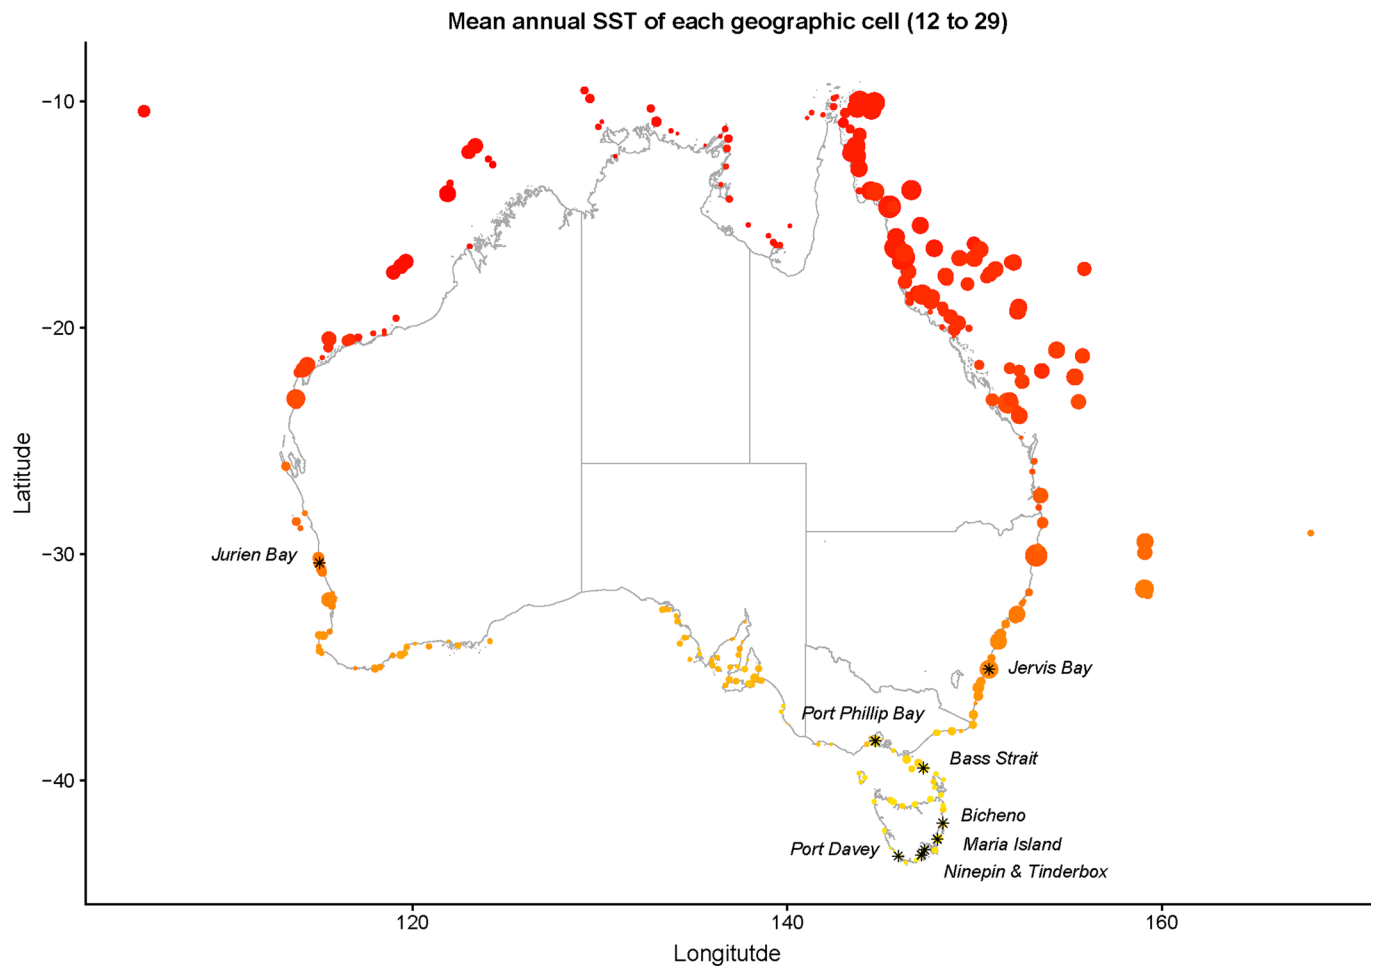 Mean annual SST of each geographic cell (12 to 29)
−10
−20
Jurien Bay
−30
Jervis Bay
Port Phillip Bay
Bass Strait
−40
Bicheno
Port Davey
Maria Island
Ninepin & Tinderbox
120
140
160
Longitutde
Latitude